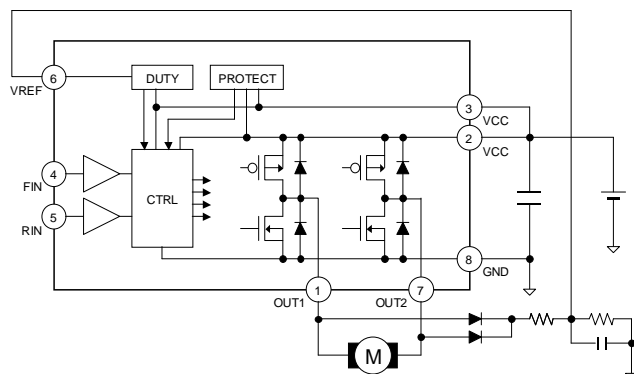 6
VREF
DUTY
PROTECT
3
VCC
2
VCC
4
FIN
5
RIN
CTRL
8
GND
1
OUT1
7
OUT2
M